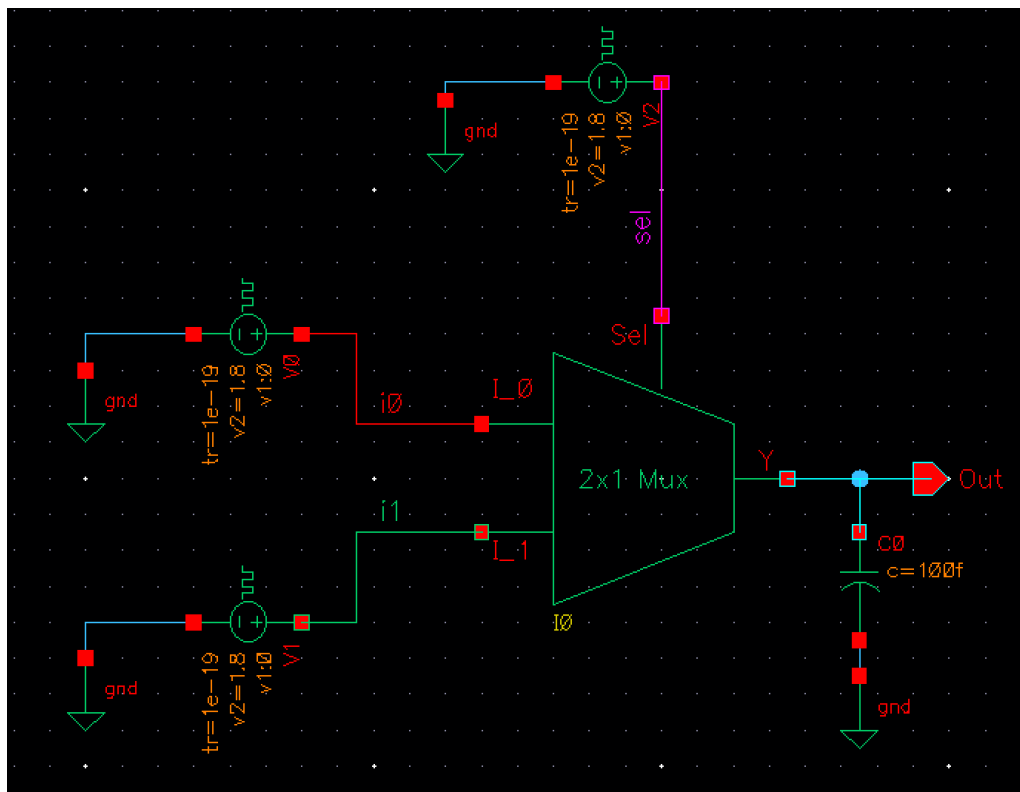 gnd
V2
tr=1e-19
v2=1.8
v1:0
sel
Sel
gnd
V0
tr=1e-19
v2=1.8
v1:0
i0
I_0
2x1 Mux
Y
Out
i1
I_1
C0
c=100f
I0
gnd
V1
tr=1e-19
v2=1.8
v1:0
gnd